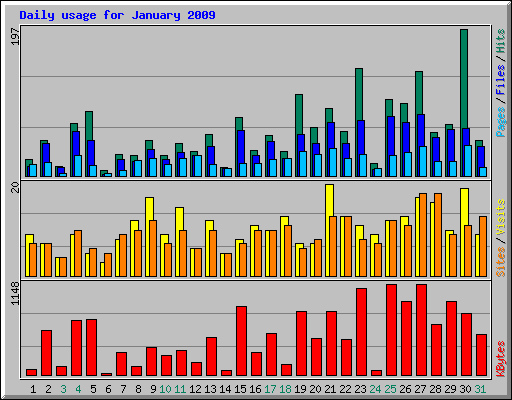 Daily usage for January 2009
197
Pages / Files / Hits
20
Sites / Visits
1148
KBytes
1 2 3 4 5 6 7 8 9 10 11 12 13 14 15 16 17 18 19 20 21 22 23 24 25 26 27 28 29 30 31